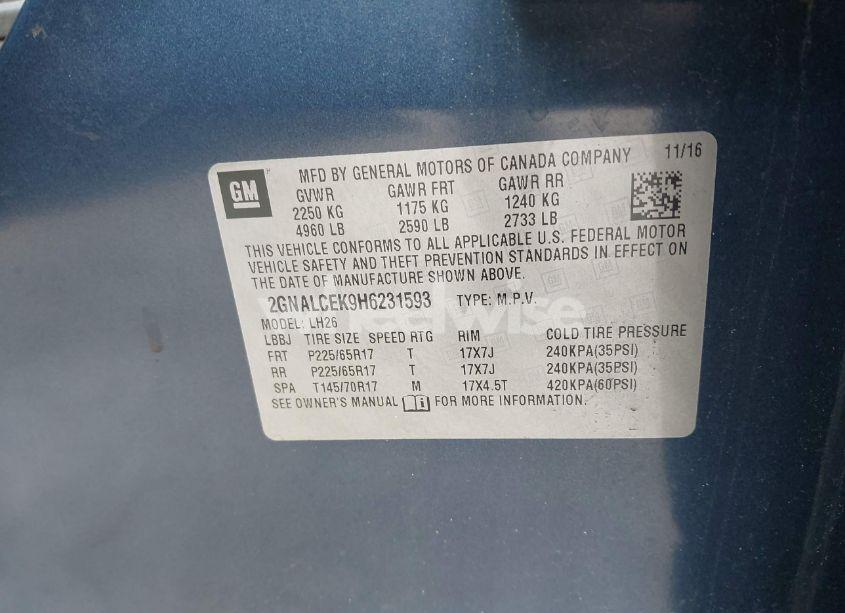 MFD BY GENERAL MOTORS OF CANADA COMPANY 11/16
GM
GVWR GAWR FRT GAWR RR
2250 KG 1175 KG 1240 KG
4960 LB 2590 LB 2733 LB
THIS VEHICLE CONFORMS TO ALL APPLICABLE U.S. FEDERAL MOTOR
VEHICLE SAFETY AND THEFT PREVENTION STANDARDS IN EFFECT ON
THE DATE OF MANUFACTURE SHOWN ABOVE.
2GNALCEK9H6231593 TYPE: M.P.V.
wheelwise
MODEL: LH26
LBBJ TIRE SIZE SPEED RTG RIM COLD TIRE PRESSURE
FRT P225/65R17 T 17X7J 240KPA(35PSI)
RR P225/65R17 T 17X7J 240KPA(35PSI)
SPA T145/70R17 M 17X4.5T 420KPA(60PSI)
SEE OWNER'S MANUAL FOR MORE INFORMATION.